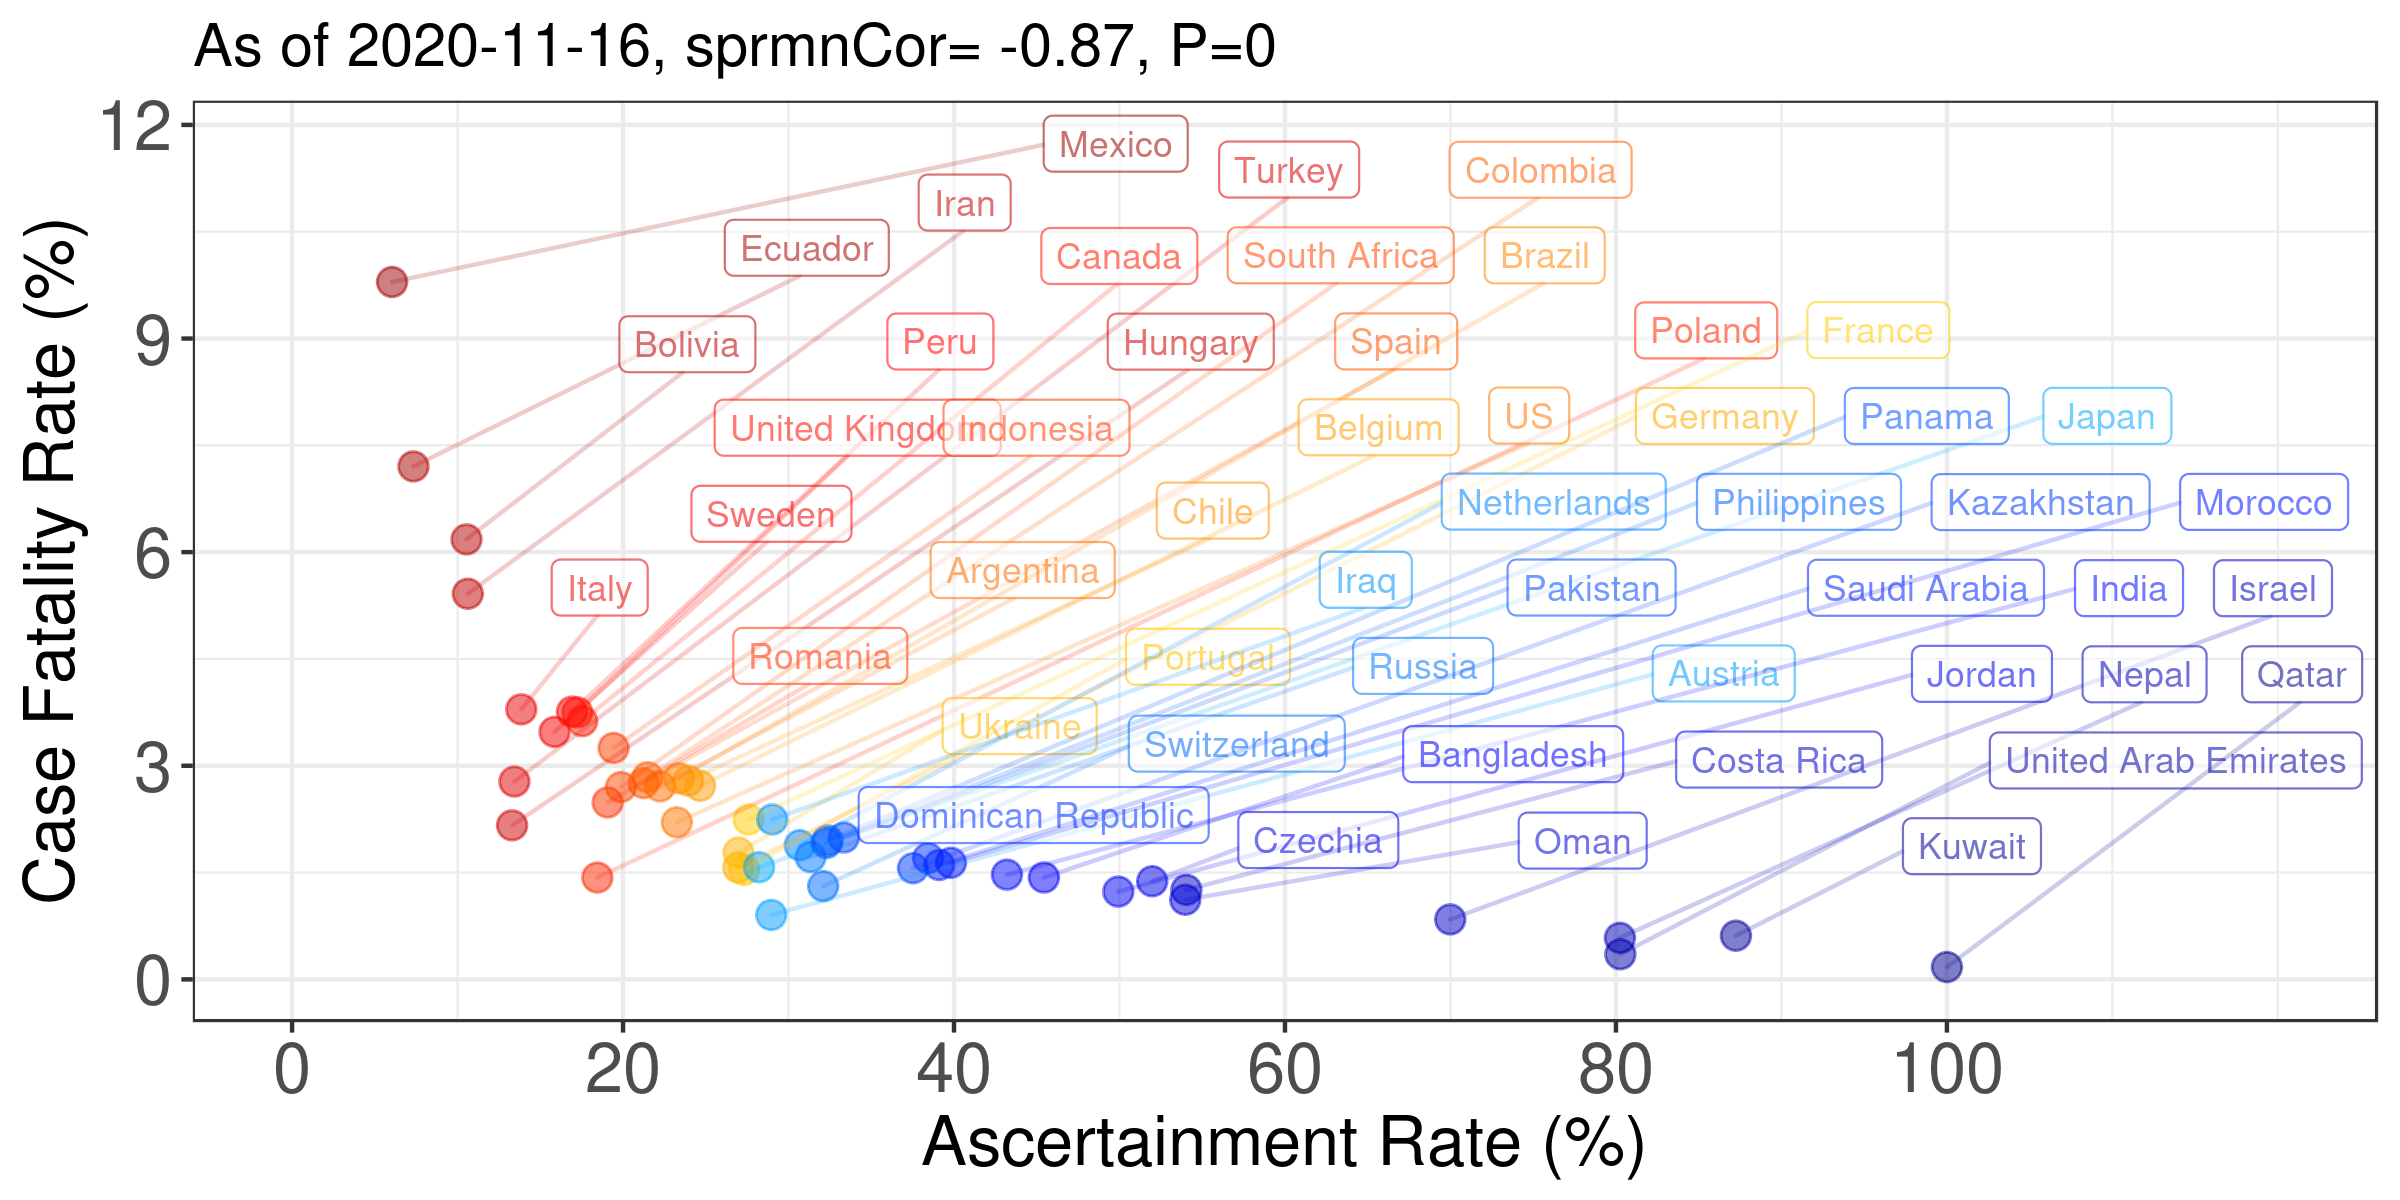 As of 2020-11-16, sprmnCor= -0.87, P=0
12
9
6
3
0
Case Fatality Rate (%)
Mexico
Turkey
Colombia
Iran
Ecuador
Canada
South Africa
Brazil
Bolivia
Peru
Hungary
Spain
Poland
France
United Kingdom
Indonesia
Belgium
US
Germany
Panama
Japan
Sweden
Chile
Netherlands
Philippines
Kazakhstan
Morocco
Italy
Argentina
Iraq
Pakistan
Saudi Arabia
India
Israel
Romania
Portugal
Russia
Austria
Jordan
Nepal
Qatar
Ukraine
Switzerland
Bangladesh
Costa Rica
United Arab Emirates
Dominican Republic
Czechia
Oman
Kuwait
0
20
40
60
80
100
Ascertainment Rate (%)